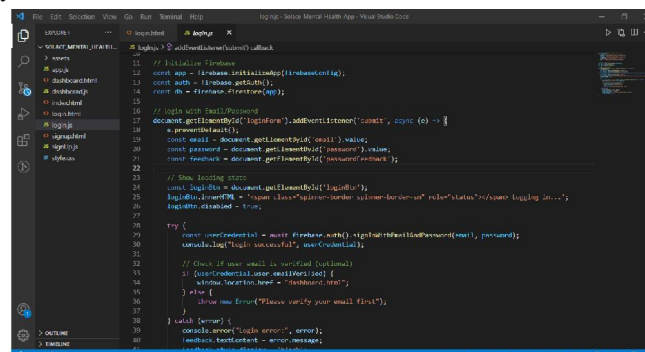 File Edit Selection View Go Run Terminal Help
login.js - Solace Mental Health App - Visual Studio Code
EXPLORER
login.html
login.js
login.js > addEventListener('submit') callback
assets
app.js
dashboard.html
dashboard.js
index.html
login.html
login.js
signup.html
signUp.js
OUTLINE
TIMELINE
11 // Initialize Firebase
12 const app = firebase.initializeApp(firebaseConfig);
13 const auth = firebase.getAuth();
14 const db = firebase.firestore(app);
15
16 // login with Email/Password
17 document.getElementById('loginForm').addEventListener('submit', async (e) => {
18 e.preventDefault();
19 const email = document.getElementById('email').value;
20 const password = document.getElementById('password').value;
21 const feedback = document.getElementById('passwordFeedback');
22
23 // Show loading state
24 const loginBtn = document.getElementById('loginBtn');
25 loginBtn.innerHTML = '<span class="spinner-border spinner-border-sm" role="status"></span> Logging in...';
26 loginBtn.disabled = true;
27
28 try {
29 const userCredential = await firebase.auth().signInWithEmailAndPassword(email, password);
30 console.log("Login successful", userCredential);
31
32 // Check if user email is verified (optional)
33 if (userCredential.user.emailVerified) {
34 window.location.href = "dashboard.html";
35 } else {
36 throw new Error("Please verify your email first");
37 }
38 } catch (error) {
39 console.error("Login error:", error);
40 feedback.textContent = error.message;